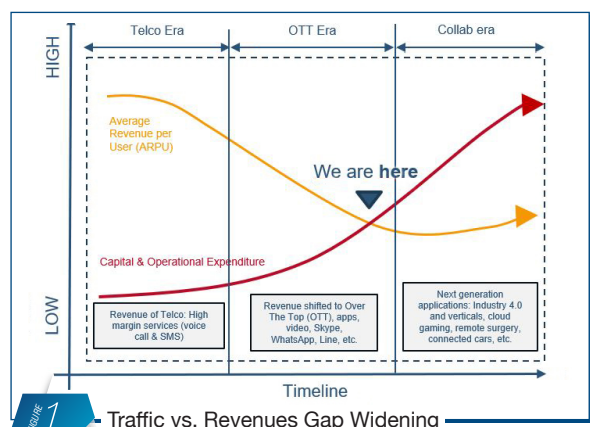 Telco Era
OTT Era
Collab era
HIGH
LOW
Average
Revenue per
User (ARPU)
We are here
Capital & Operational Expenditure
Revenue of Telco: High
margin services (voice
call & SMS)
Revenue shifted to Over
The Top (OTT), apps,
video, Skype,
WhatsApp, Line, etc.
Next generation
applications: Industry 4.0
and verticals, cloud
gaming, remote surgery,
connected cars, etc.
Timeline
FIGURE 1
Traffic vs. Revenues Gap Widening